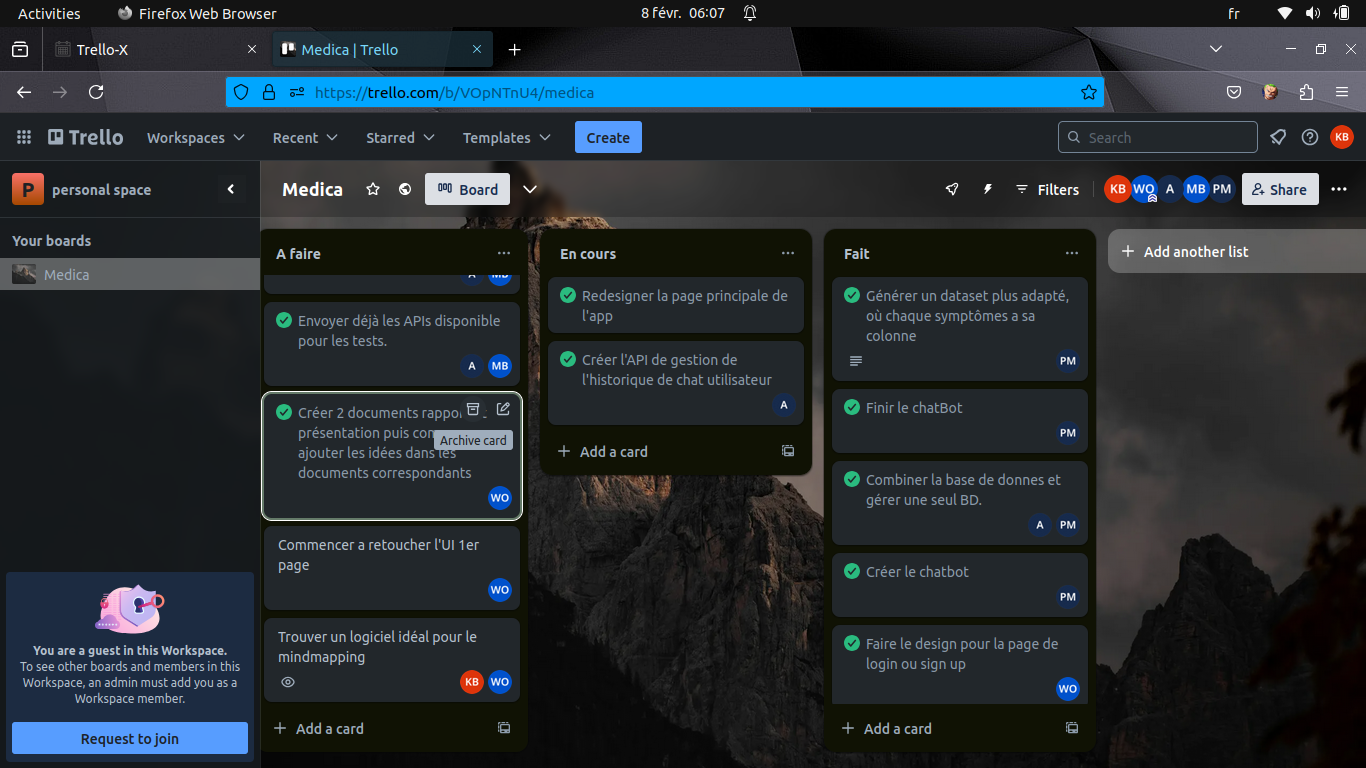 Activities
Firefox Web Browser
8 févr. 06:07
fr
Trello-X
Medica | Trello
https://trello.com/b/VOpNTnU4/medica
Trello
Workspaces
Recent
Starred
Templates
Create
Search
KB
P
personal space
Medica
Board
Filters
KB
WO
A
MB
PM
Share
Your boards
Medica
You are a guest in this Workspace.
To see other boards and members in this
Workspace, an admin must add you as a
Workspace member.
Request to join
A faire
A
MB
Envoyer déjà les APIs disponible
pour les tests.
A
MB
Créer 2 documents
présentation puis
ajouter les idées dans les
documents correspondants
Archive card
WO
Commencer a retoucher l'UI 1er
page
WO
Trouver un logiciel idéal pour le
mindmapping
KB
WO
Add a card
En cours
Redesigner la page principale de
l'app
Créer l'API de gestion de
l'historique de chat utilisateur
A
Add a card
Fait
Générer un dataset plus adapté,
où chaque symptômes a sa
colonne
PM
Finir le chatBot
PM
Combiner la base de donnes et
gérer une seul BD.
A
PM
Créer le chatbot
PM
Faire le design pour la page de
login ou sign up
WO
Add a card
Add another list